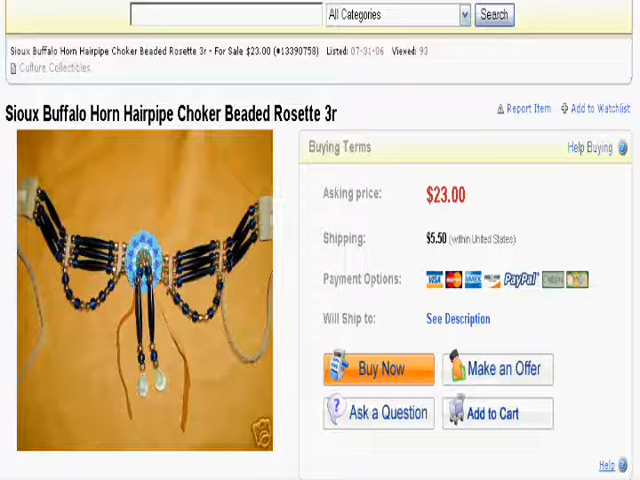 All Categories Search
Sioux Buffalo Horn Hairpipe Choker Beaded Rosette 3r - For Sale $23.00 (#13390758) Listed: 07-31-06 Viewed: 93
Culture Collectibles
Sioux Buffalo Horn Hairpipe Choker Beaded Rosette 3r
Report Item Add to Watchlist
Buying Terms Help Buying ?
Asking price: $23.00
Shipping: $5.50 (within United States)
Payment Options: VISA PayPal
Will Ship to: See Description
Buy Now Make an Offer
? Ask a Question Add to Cart
Help ?